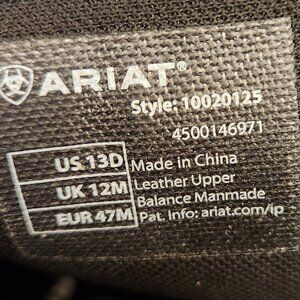 ARIAT®
Style: 10020125
4500146971
US 13D Made in China
UK 12M Leather Upper
EUR 47M Balance Manmade
Pat. Info: ariat.com/ip